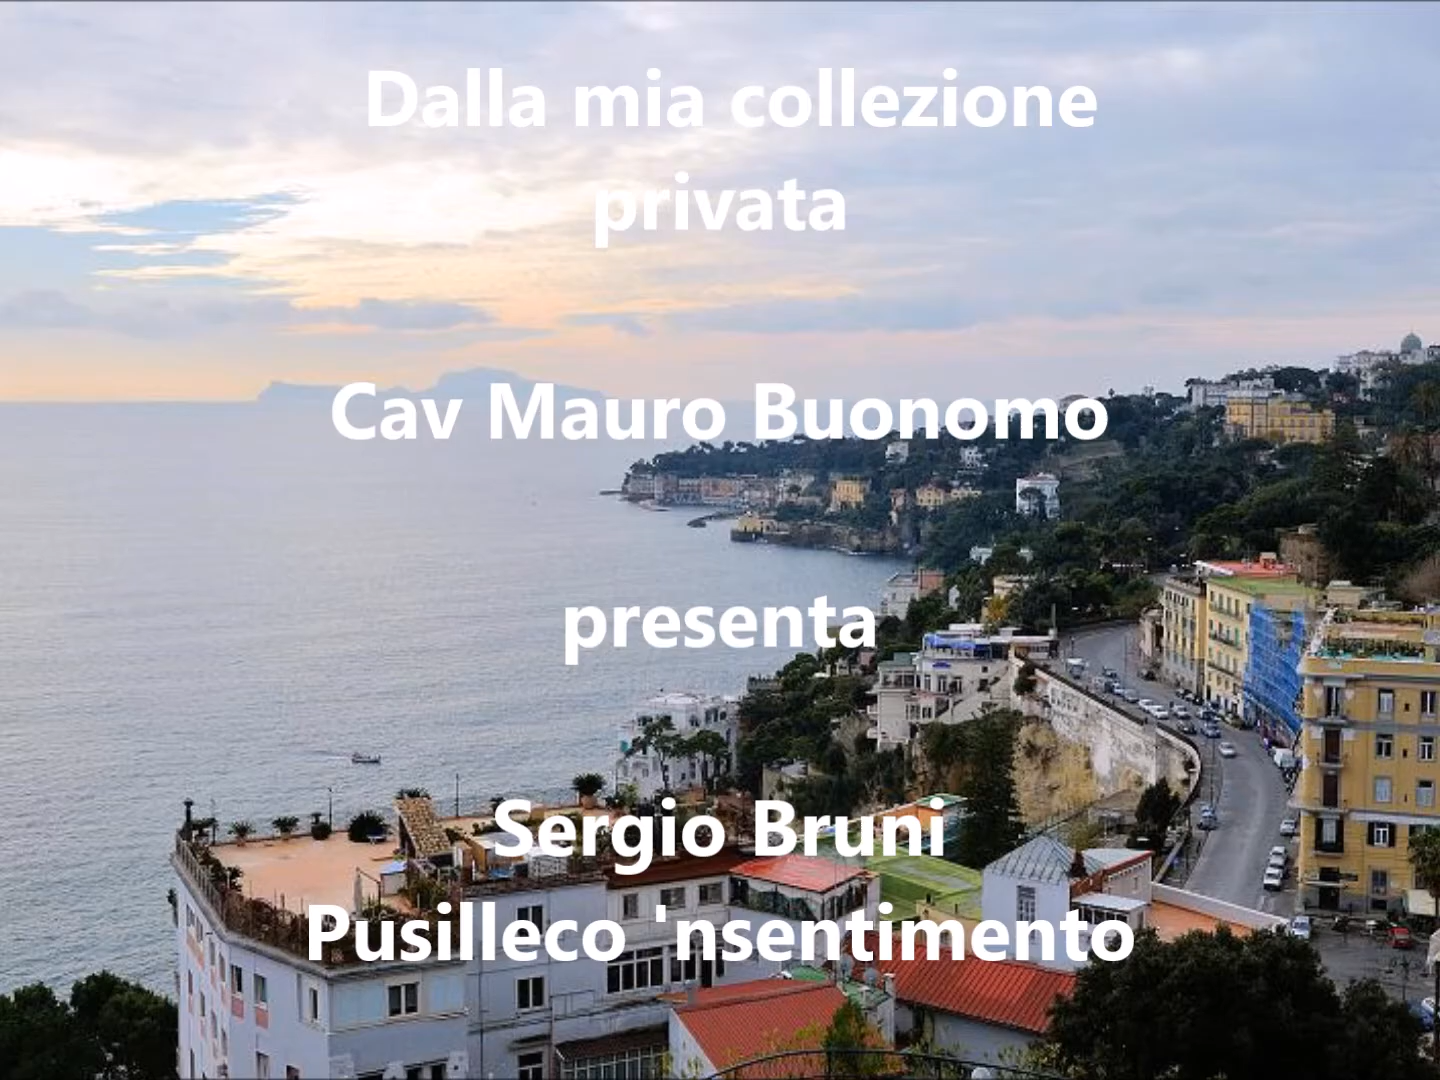 Dalla mia collezione
privata
Cav Mauro Buonomo
presenta
Sergio Bruni
Pusilleco 'nsentimento